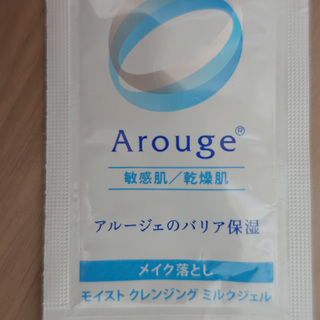 Arouge®
敏感肌/乾燥肌
アルージェのバリア保湿
メイク落とし
モイスト クレンジング ミルクジェル